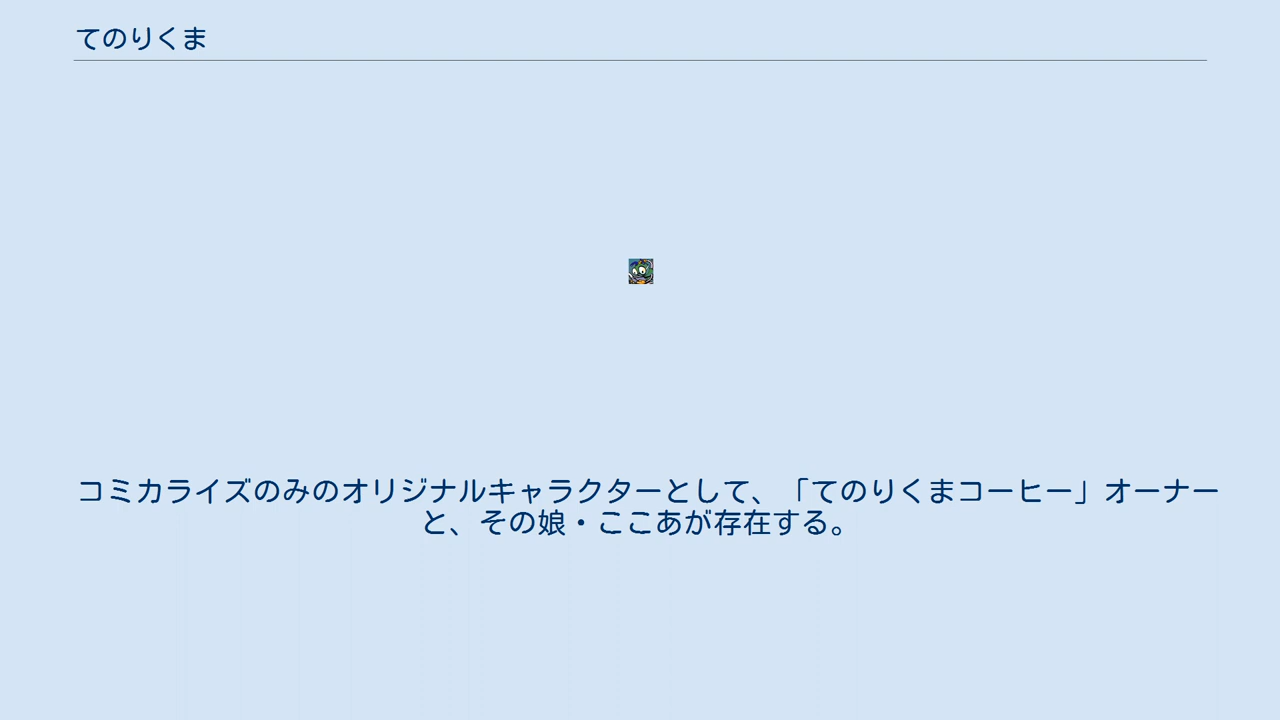 てのりくま
コミカライズのみのオリジナルキャラクターとして、「てのりくまコーヒー」オーナー
と、その娘・ここあが存在する。